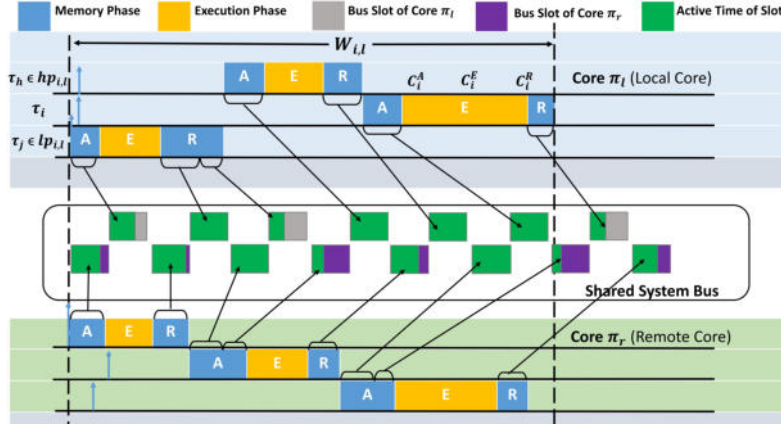 Memory Phase Execution Phase Bus Slot of Core π_l Bus Slot of Core π_r Active Time of Slot
W_{i,l}
τ_h ∈ hp_{i,l} A E R C_i^A C_i^E C_i^R Core π_l (Local Core)
τ_i A E R
τ_j ∈ lp_{i,l} A E R
Shared System Bus
A E R Core π_r (Remote Core)
A E R
A E R